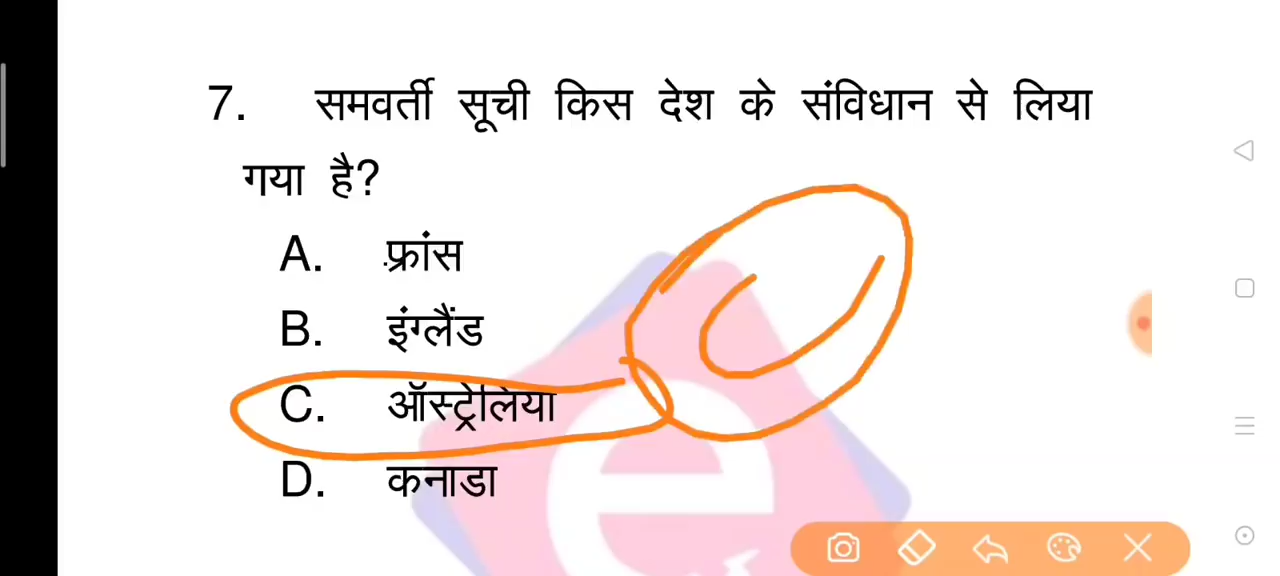 7. समवर्ती सूची किस देश के संविधान से लिया
गया है?
A. फ्रांस
B. इंग्लैंड
C. ऑस्ट्रेलिया
D. कनाडा
e